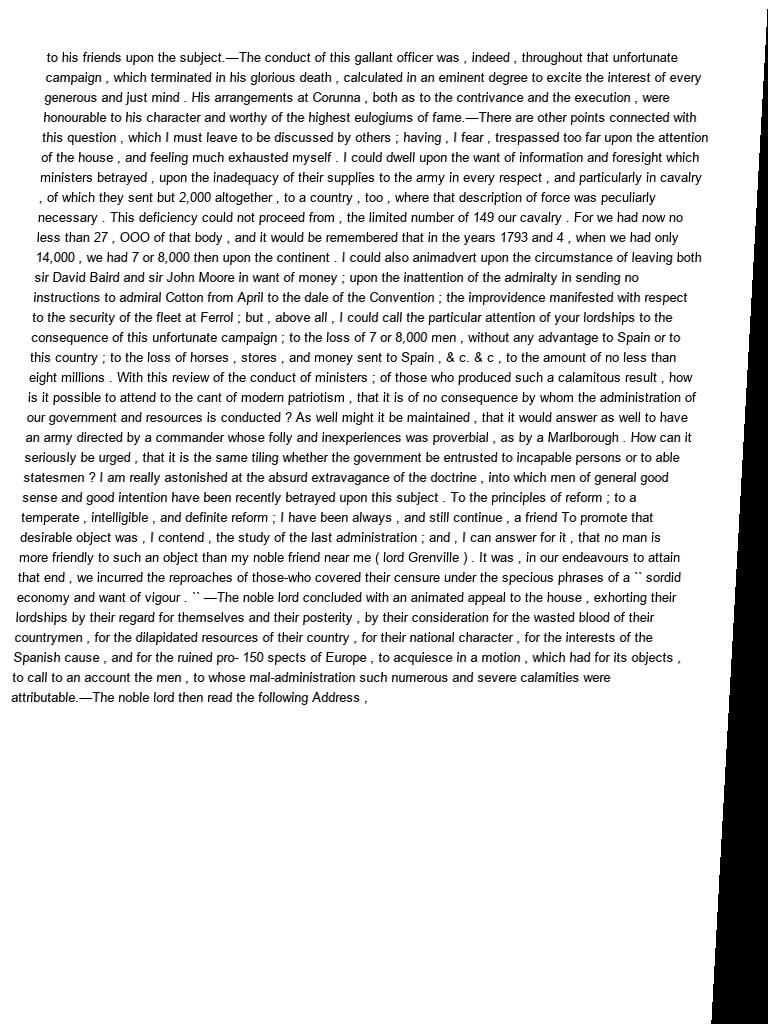 to his friends upon the subject.—The conduct of this gallant officer was , indeed , throughout that unfortunate
campaign , which terminated in his glorious death , calculated in an eminent degree to excite the interest of every
generous and just mind . His arrangements at Corunna , both as to the contrivance and the execution , were
honourable to his character and worthy of the highest eulogiums of fame.—There are other points connected with
this question , which I must leave to be discussed by others ; having , I fear , trespassed too far upon the attention
of the house , and feeling much exhausted myself . I could dwell upon the want of information and foresight which
ministers betrayed , upon the inadequacy of their supplies to the army in every respect , and particularly in cavalry
, of which they sent but 2,000 altogether , to a country , too , where that description of force was peculiarly
necessary . This deficiency could not proceed from , the limited number of 149 our cavalry . For we had now no
less than 27 , OOO of that body , and it would be remembered that in the years 1793 and 4 , when we had only
14,000 , we had 7 or 8,000 then upon the continent . I could also animadvert upon the circumstance of leaving both
sir David Baird and sir John Moore in want of money ; upon the inattention of the admiralty in sending no
instructions to admiral Cotton from April to the dale of the Convention ; the improvidence manifested with respect
to the security of the fleet at Ferrol ; but , above all , I could call the particular attention of your lordships to the
consequence of this unfortunate campaign ; to the loss of 7 or 8,000 men , without any advantage to Spain or to
this country ; to the loss of horses , stores , and money sent to Spain , & c. & c , to the amount of no less than
eight millions . With this review of the conduct of ministers ; of those who produced such a calamitous result , how
is it possible to attend to the cant of modern patriotism , that it is of no consequence by whom the administration of
our government and resources is conducted ? As well might it be maintained , that it would answer as well to have
an army directed by a commander whose folly and inexperiences was proverbial , as by a Marlborough . How can it
seriously be urged , that it is the same tiling whether the government be entrusted to incapable persons or to able
statesmen ? I am really astonished at the absurd extravagance of the doctrine , into which men of general good
sense and good intention have been recently betrayed upon this subject . To the principles of reform ; to a
temperate , intelligible , and definite reform ; I have been always , and still continue , a friend To promote that
desirable object was , I contend , the study of the last administration ; and , I can answer for it , that no man is
more friendly to such an object than my noble friend near me ( lord Grenville ) . It was , in our endeavours to attain
that end , we incurred the reproaches of those-who covered their censure under the specious phrases of a `` sordid
economy and want of vigour . `` —The noble lord concluded with an animated appeal to the house , exhorting their
lordships by their regard for themselves and their posterity , by their consideration for the wasted blood of their
countrymen , for the dilapidated resources of their country , for their national character , for the interests of the
Spanish cause , and for the ruined pro- 150 spects of Europe , to acquiesce in a motion , which had for its objects ,
to call to an account the men , to whose mal-administration such numerous and severe calamities were
attributable.—The noble lord then read the following Address ,